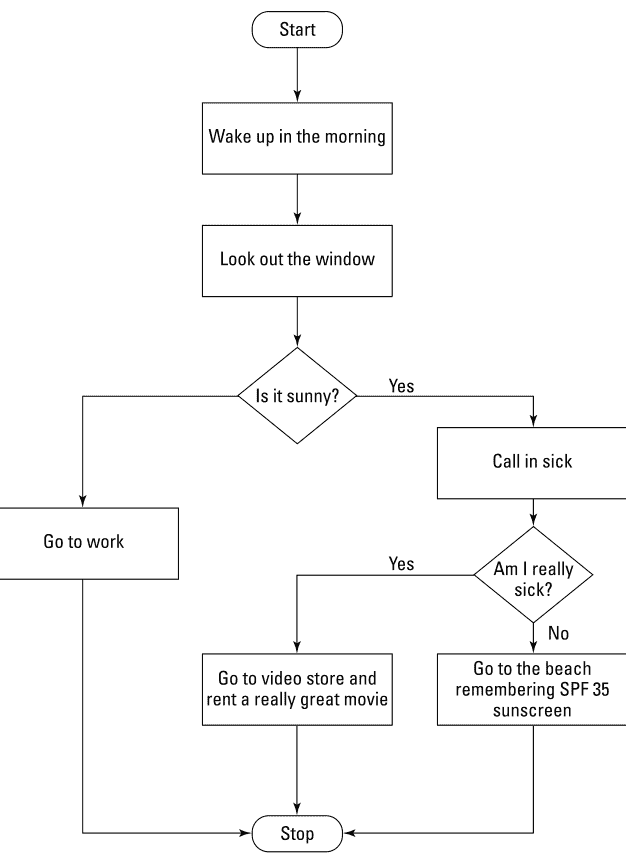 Start
Wake up in the morning
Look out the window
Is it sunny?
Yes
Call in sick
Go to work
Am I really
sick?
Yes
No
Go to video store and
rent a really great movie
Go to the beach
remembering SPF 35
sunscreen
Stop